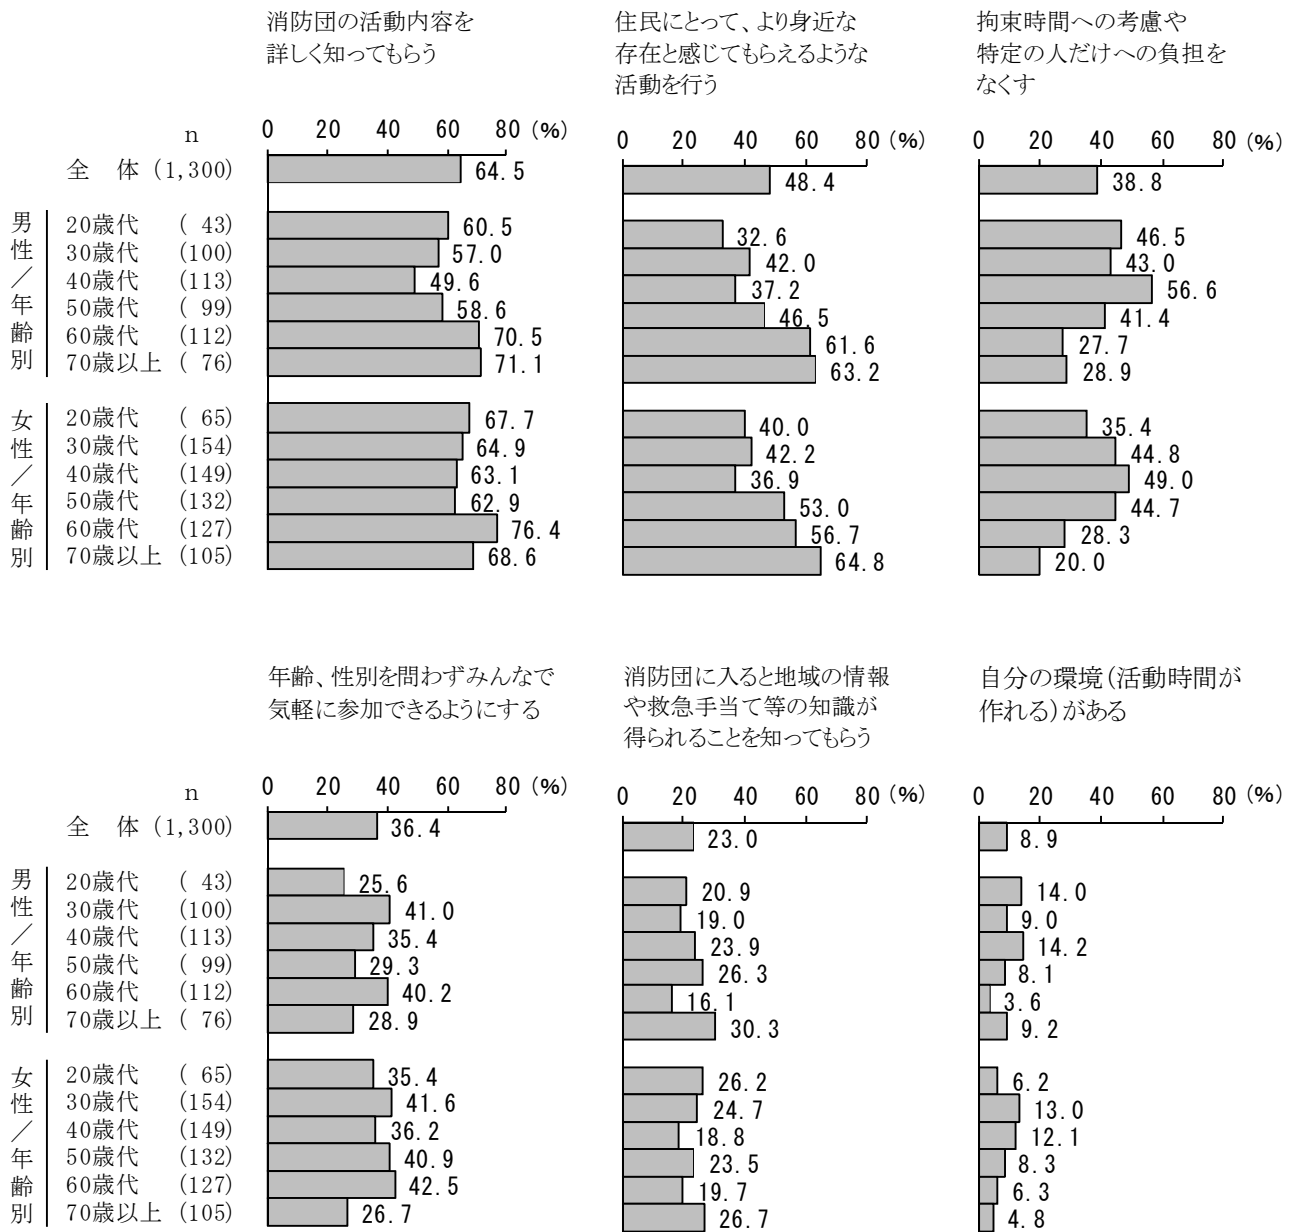 消防団の活動内容を
詳しく知ってもらう
住民にとって、より身近な
存在と感じてもらえるような
活動を行う
拘束時間への考慮や
特定の人だけへの負担を
なくす
n 0 20 40 60 80 (%) 0 20 40 60 80 (%) 0 20 40 60 80 (%)
全 体 (1,300) 64.5 48.4 38.8
男性／年齢別
20歳代 ( 43) 60.5 32.6 46.5
30歳代 (100) 57.0 42.0 43.0
40歳代 (113) 49.6 37.2 56.6
50歳代 ( 99) 58.6 46.5 41.4
60歳代 (112) 70.5 61.6 27.7
70歳以上 ( 76) 71.1 63.2 28.9
女性／年齢別
20歳代 ( 65) 67.7 40.0 35.4
30歳代 (154) 64.9 42.2 44.8
40歳代 (149) 63.1 36.9 49.0
50歳代 (132) 62.9 53.0 44.7
60歳代 (127) 76.4 56.7 28.3
70歳以上 (105) 68.6 64.8 20.0
年齢、性別を問わずみんなで
気軽に参加できるようにする
消防団に入ると地域の情報
や救急手当て等の知識が
得られることを知ってもらう
自分の環境(活動時間が
作れる)がある
n 0 20 40 60 80 (%) 0 20 40 60 80 (%) 0 20 40 60 80 (%)
全 体 (1,300) 36.4 23.0 8.9
男性／年齢別
20歳代 ( 43) 25.6 20.9 14.0
30歳代 (100) 41.0 19.0 9.0
40歳代 (113) 35.4 23.9 14.2
50歳代 ( 99) 29.3 26.3 8.1
60歳代 (112) 40.2 16.1 3.6
70歳以上 ( 76) 28.9 30.3 9.2
女性／年齢別
20歳代 ( 65) 35.4 26.2 6.2
30歳代 (154) 41.6 24.7 13.0
40歳代 (149) 36.2 18.8 12.1
50歳代 (132) 40.9 23.5 8.3
60歳代 (127) 42.5 19.7 6.3
70歳以上 (105) 26.7 26.7 4.8